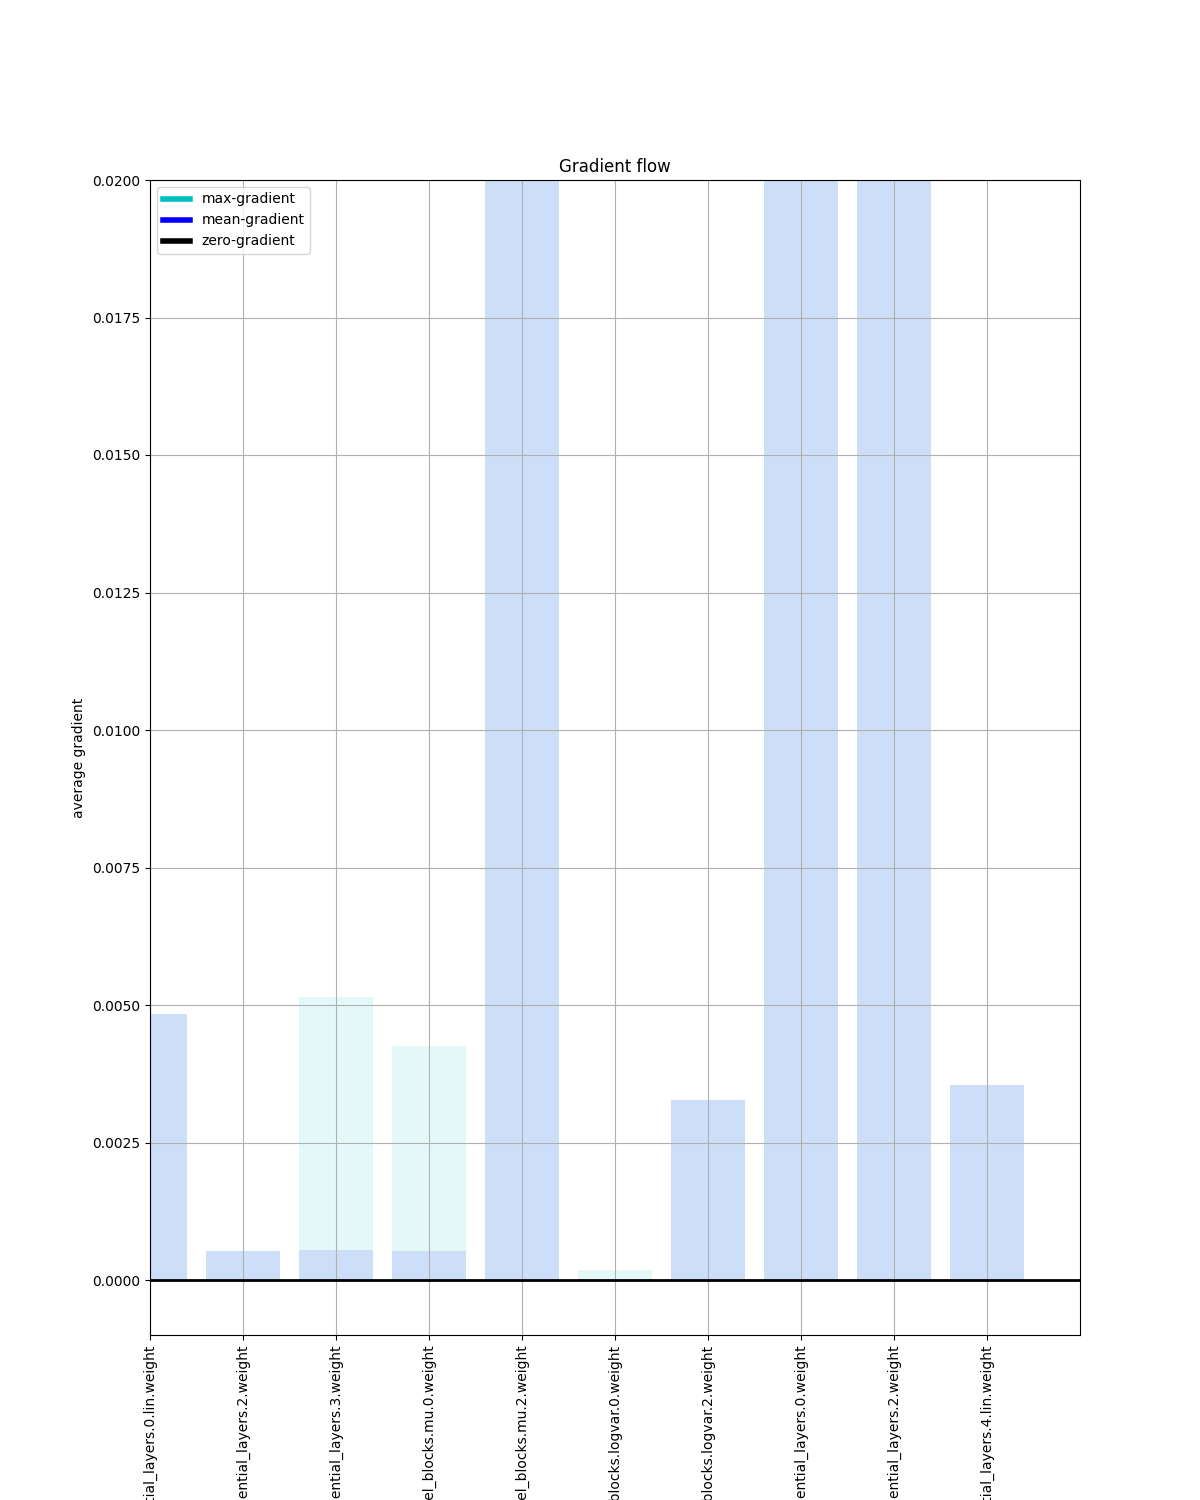 Gradient flow
max-gradient
mean-gradient
zero-gradient
average gradient
0.0200
0.0175
0.0150
0.0125
0.0100
0.0075
0.0050
0.0025
0.0000
tial_layers.0.lin.weight
ential_layers.2.weight
ential_layers.3.weight
el_blocks.mu.0.weight
el_blocks.mu.2.weight
blocks.logvar.0.weight
blocks.logvar.2.weight
ential_layers.0.weight
ential_layers.2.weight
tial_layers.4.lin.weight